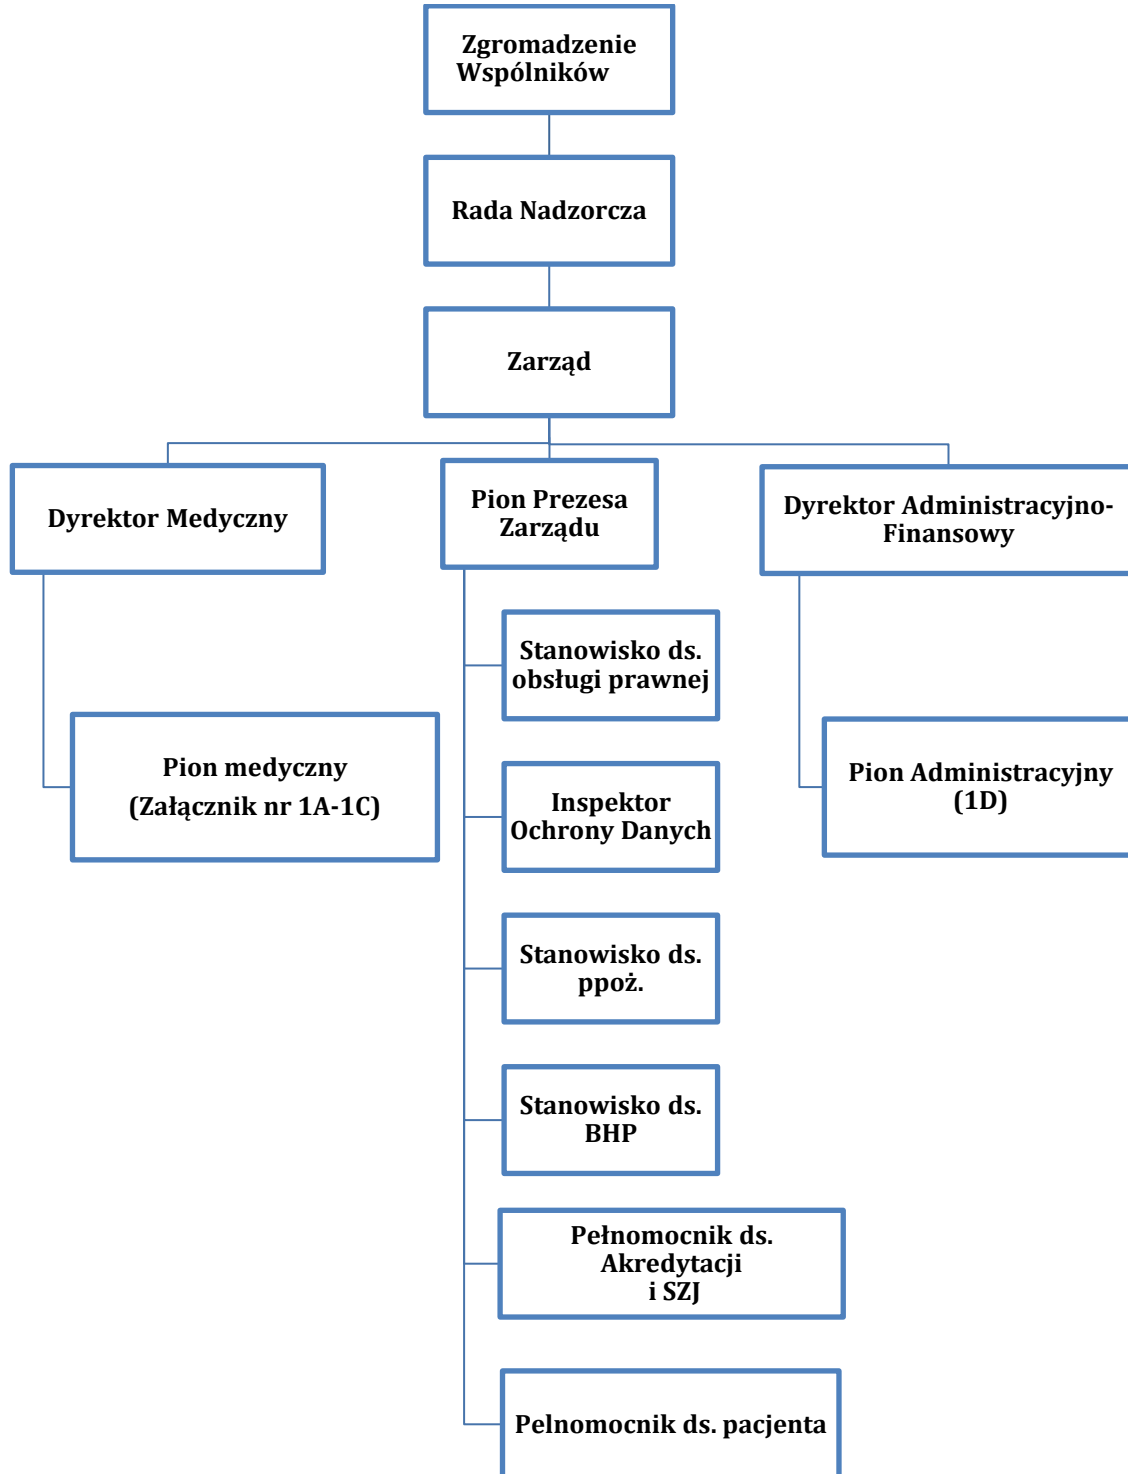 Zgromadzenie
Wspólników
Rada Nadzorcza
Zarząd
Dyrektor Medyczny
Pion Prezesa
Zarządu
Dyrektor Administracyjno-
Finansowy
Stanowisko ds.
obsługi prawnej
Pion medyczny
(Załącznik nr 1A-1C)
Pion Administracyjny
(1D)
Inspektor
Ochrony Danych
Stanowisko ds.
ppoż.
Stanowisko ds.
BHP
Pełnomocnik ds.
Akredytacji
i SZJ
Pelnomocnik ds. pacjenta